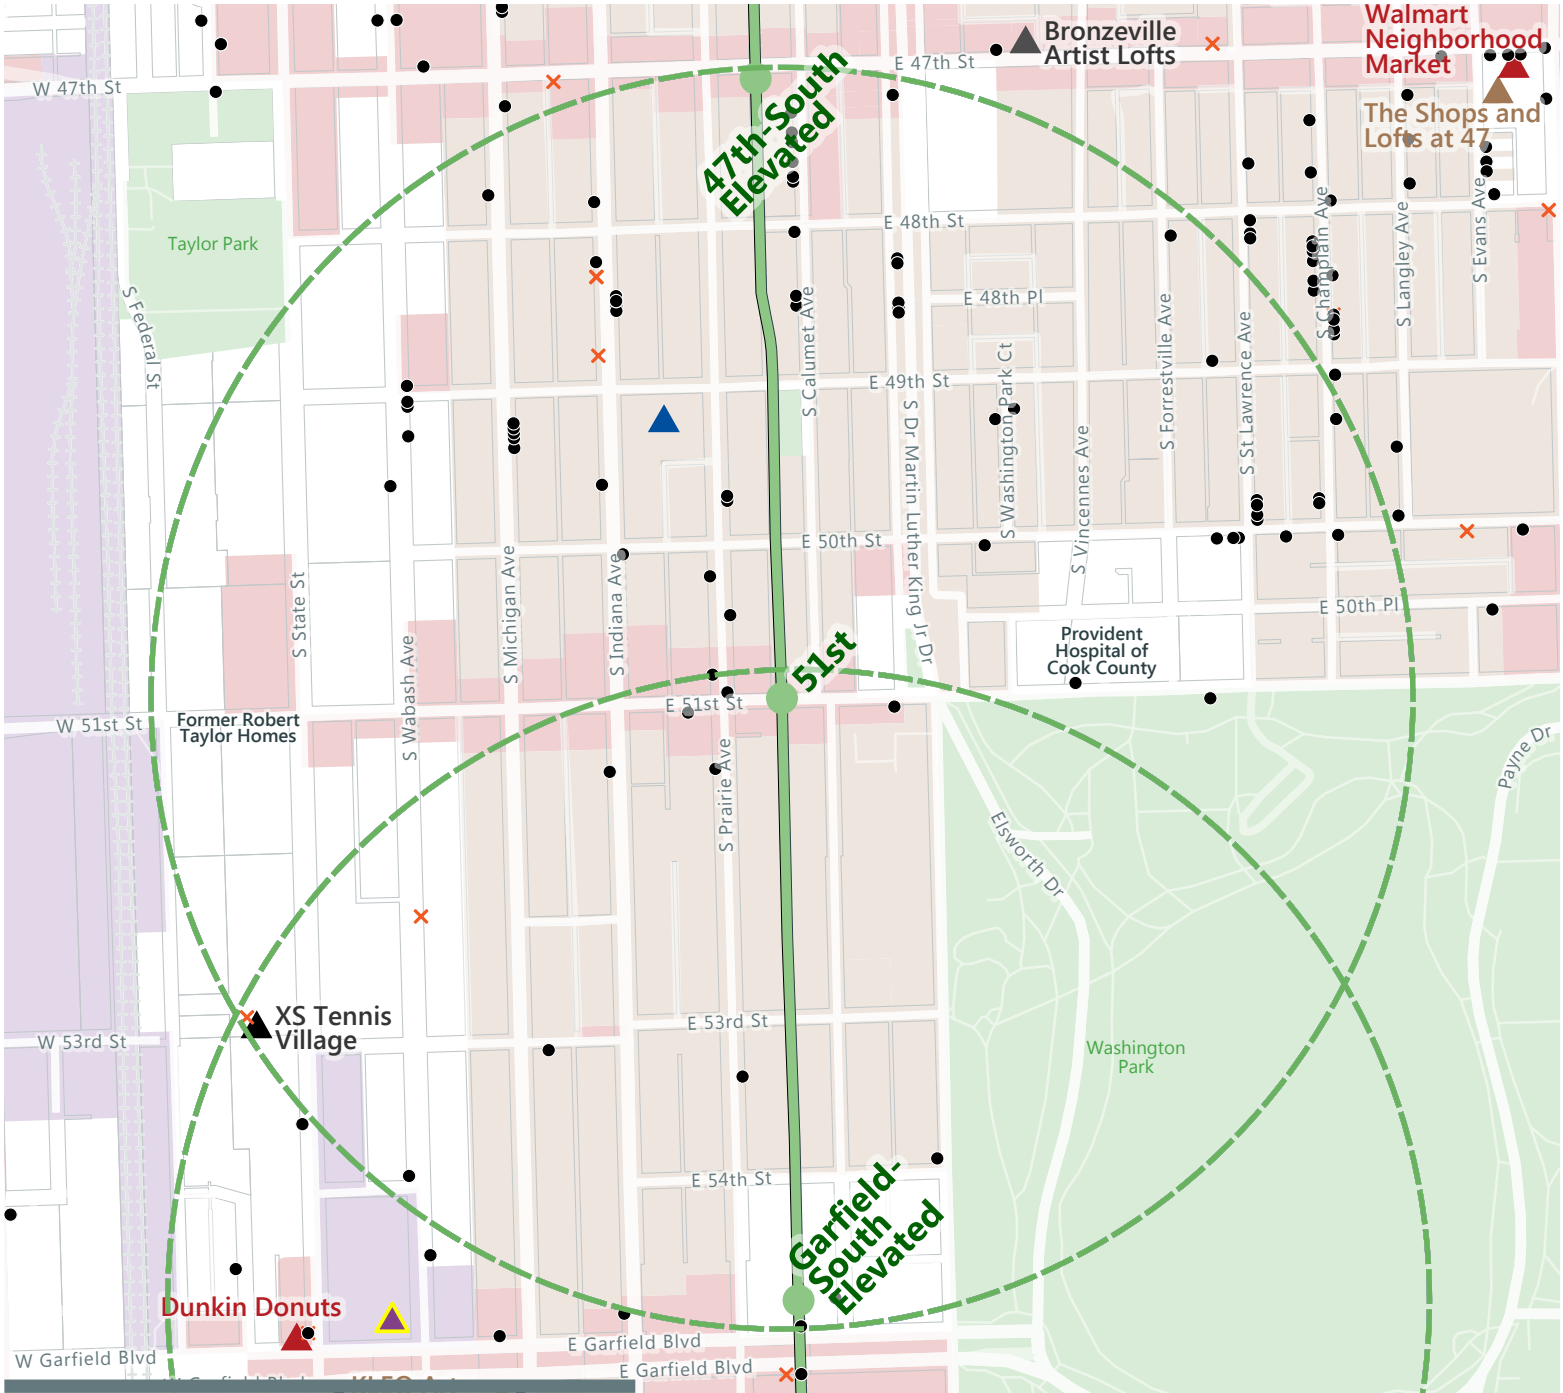 Walmart
Neighborhood
Market
Bronzeville
Artist Lofts
E 47th St
W 47th St
47th-South
Elevated
The Shops and
Lofts at 47
Taylor Park
E 48th St
S Champlain Ave
S Langley Ave
S Evans Ave
S Federal St
E 48th Pl
S Calumet Ave
S Forrestville Ave
S St Lawrence Ave
S Washington Park Ct
E 49th St
S Dr Martin Luther King Jr Dr
S Vincennes Ave
E 50th St
S State St
S Michigan Ave
S Indiana Ave
S Wabash Ave
E 50th Pl
51st
Provident
Hospital of
Cook County
E 51st St
W 51st St
Former Robert
Taylor Homes
S Prairie Ave
Payne Dr
Elsworth Dr
XS Tennis
Village
E 53rd St
W 53rd St
Washington
Park
E 54th St
Garfield-
South
Elevated
Dunkin Donuts
E Garfield Blvd
W Garfield Blvd
E Garfield Blvd